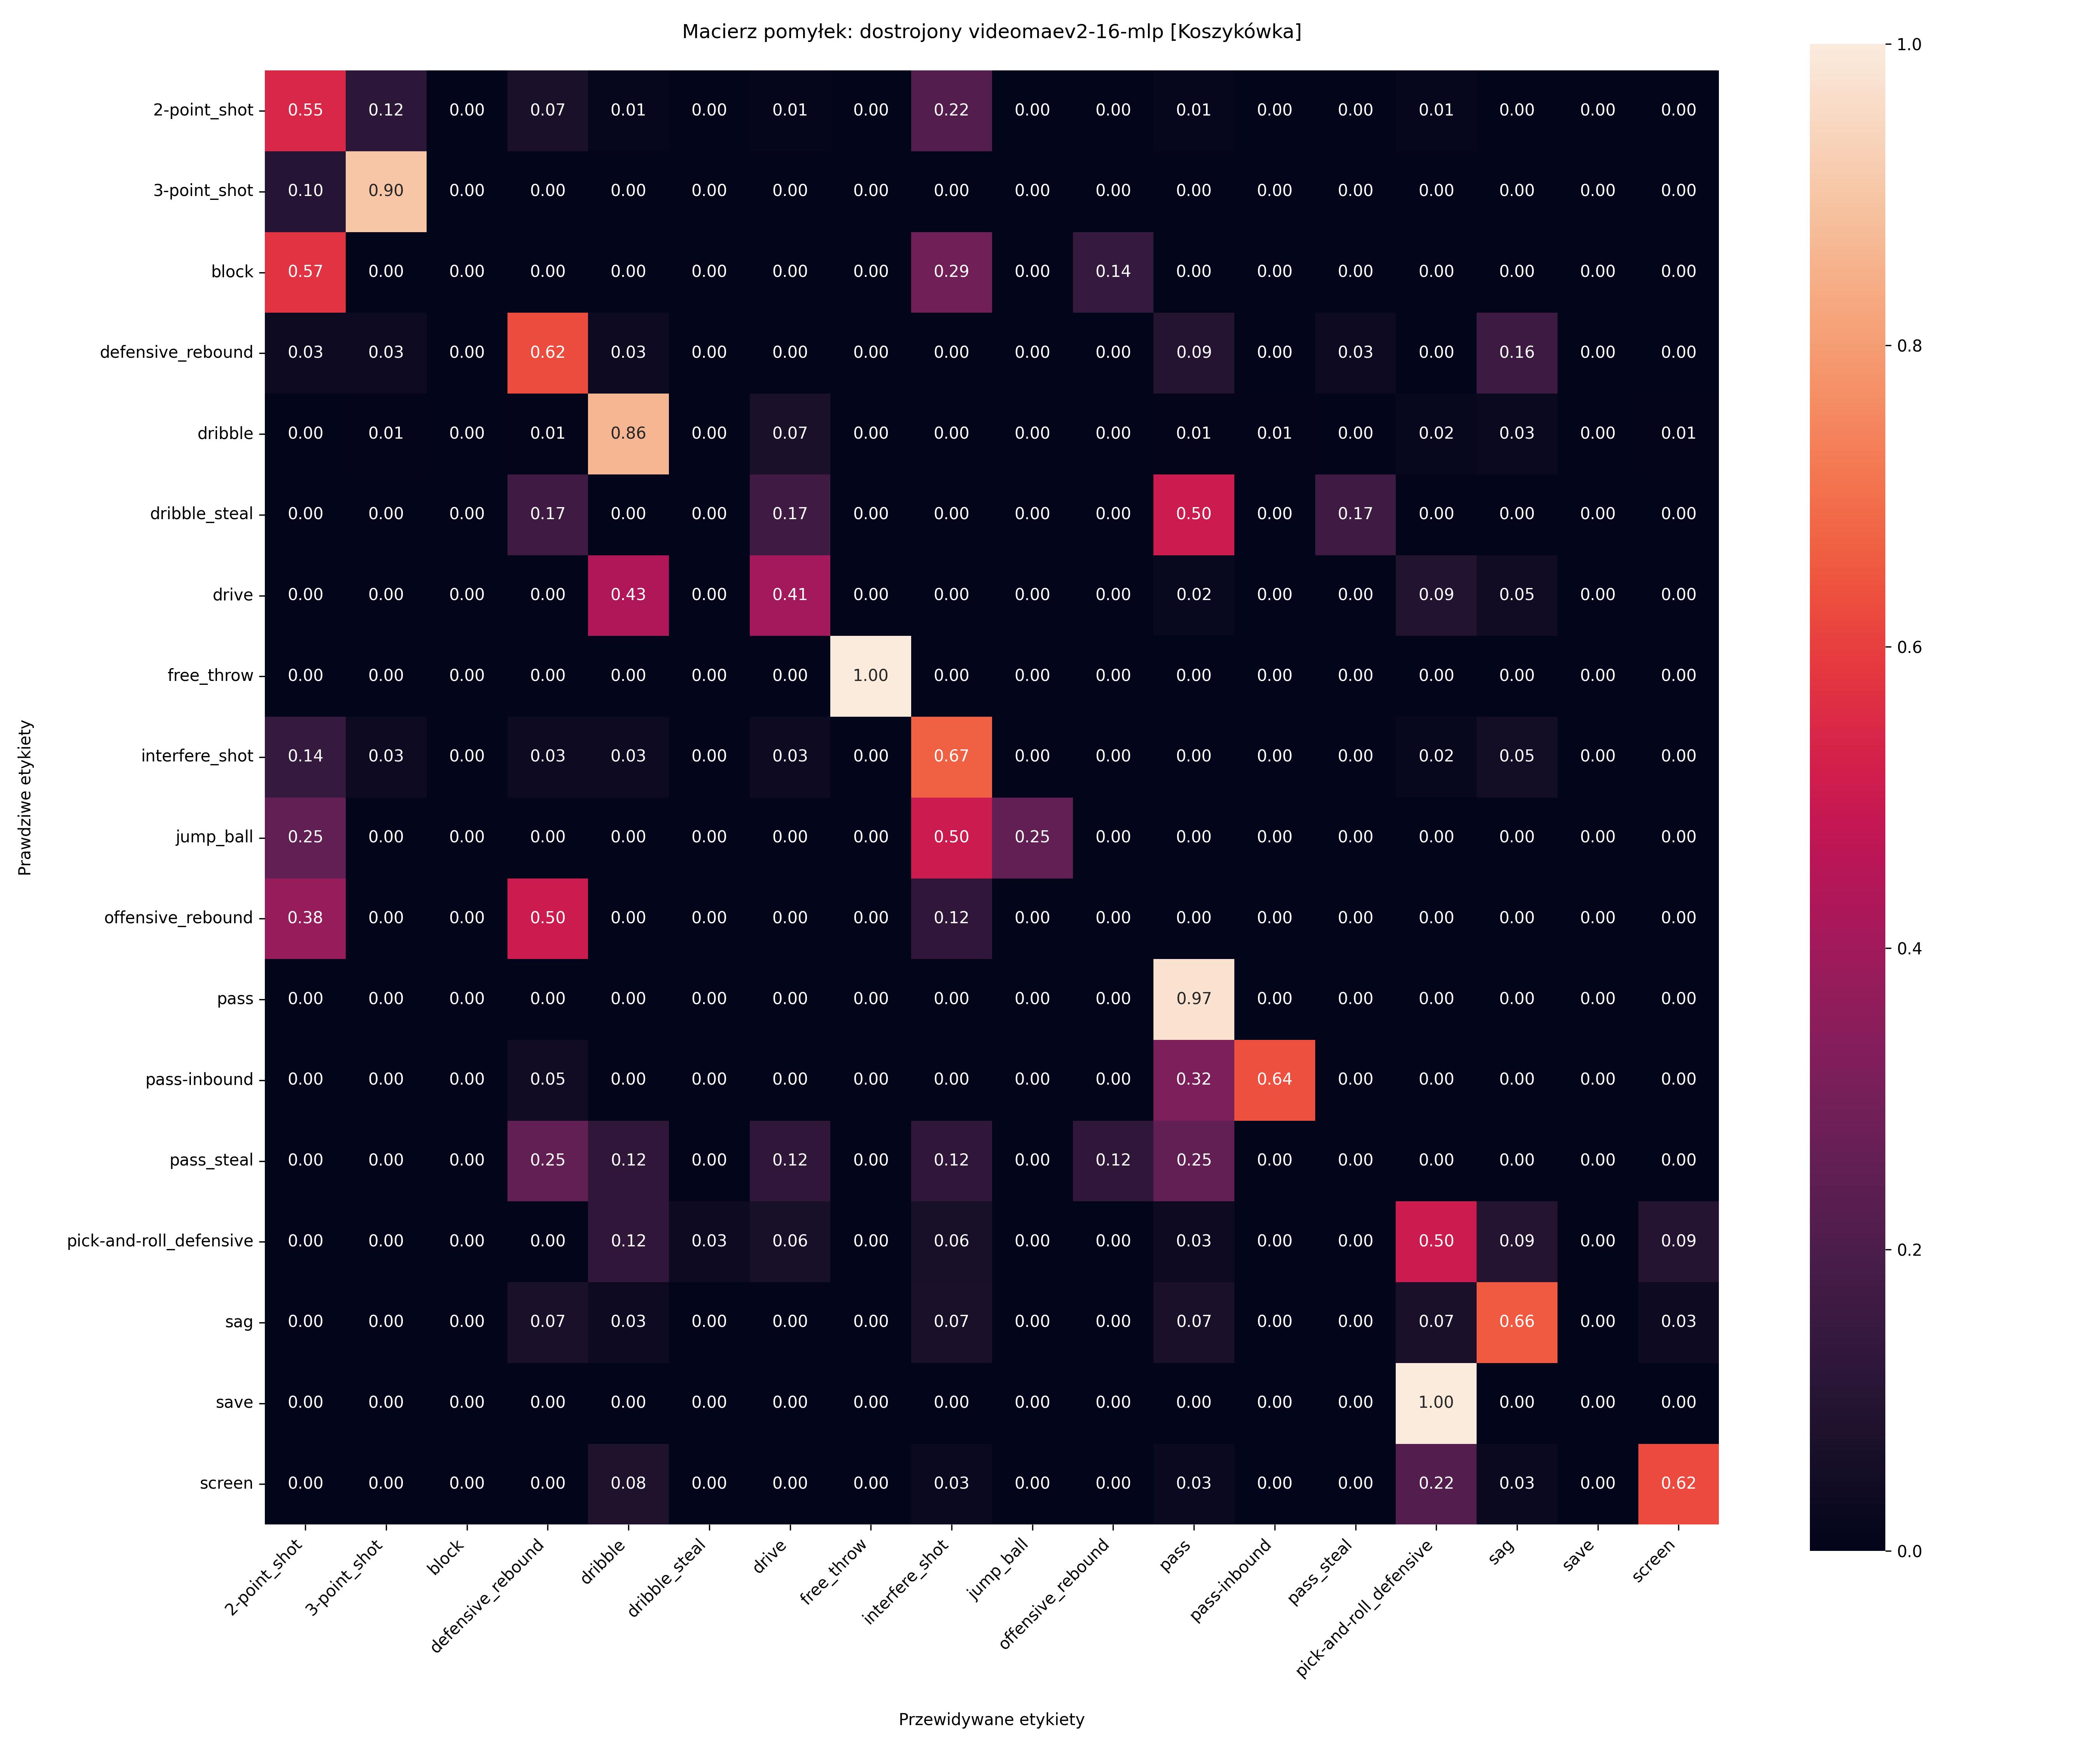 Macierz pomyłek: dostrojony videomaev2-16-mlp [Koszykówka]
Prawdziwe etykiety
2-point_shot 0.55 0.12 0.00 0.07 0.01 0.00 0.01 0.00 0.22 0.00 0.00 0.01 0.00 0.00 0.01 0.00 0.00 0.00
3-point_shot 0.10 0.90 0.00 0.00 0.00 0.00 0.00 0.00 0.00 0.00 0.00 0.00 0.00 0.00 0.00 0.00 0.00 0.00
block 0.57 0.00 0.00 0.00 0.00 0.00 0.00 0.00 0.29 0.00 0.14 0.00 0.00 0.00 0.00 0.00 0.00 0.00
defensive_rebound 0.03 0.03 0.00 0.62 0.03 0.00 0.00 0.00 0.00 0.00 0.00 0.09 0.00 0.03 0.00 0.16 0.00 0.00
dribble 0.00 0.01 0.00 0.01 0.86 0.00 0.07 0.00 0.00 0.00 0.00 0.01 0.01 0.00 0.02 0.03 0.00 0.01
dribble_steal 0.00 0.00 0.00 0.17 0.00 0.00 0.17 0.00 0.00 0.00 0.00 0.50 0.00 0.17 0.00 0.00 0.00 0.00
drive 0.00 0.00 0.00 0.00 0.43 0.00 0.41 0.00 0.00 0.00 0.00 0.02 0.00 0.00 0.09 0.05 0.00 0.00
free_throw 0.00 0.00 0.00 0.00 0.00 0.00 0.00 1.00 0.00 0.00 0.00 0.00 0.00 0.00 0.00 0.00 0.00 0.00
interfere_shot 0.14 0.03 0.00 0.03 0.03 0.00 0.03 0.00 0.67 0.00 0.00 0.00 0.00 0.00 0.02 0.05 0.00 0.00
jump_ball 0.25 0.00 0.00 0.00 0.00 0.00 0.00 0.00 0.50 0.25 0.00 0.00 0.00 0.00 0.00 0.00 0.00 0.00
offensive_rebound 0.38 0.00 0.00 0.50 0.00 0.00 0.00 0.00 0.12 0.00 0.00 0.00 0.00 0.00 0.00 0.00 0.00 0.00
pass 0.00 0.00 0.00 0.00 0.00 0.00 0.00 0.00 0.00 0.00 0.00 0.97 0.00 0.00 0.00 0.00 0.00 0.00
pass-inbound 0.00 0.00 0.00 0.05 0.00 0.00 0.00 0.00 0.00 0.00 0.00 0.32 0.64 0.00 0.00 0.00 0.00 0.00
pass_steal 0.00 0.00 0.00 0.25 0.12 0.00 0.12 0.00 0.12 0.00 0.12 0.25 0.00 0.00 0.00 0.00 0.00 0.00
pick-and-roll_defensive 0.00 0.00 0.00 0.00 0.12 0.03 0.06 0.00 0.06 0.00 0.00 0.03 0.00 0.00 0.50 0.09 0.00 0.09
sag 0.00 0.00 0.00 0.07 0.03 0.00 0.00 0.00 0.07 0.00 0.00 0.07 0.00 0.00 0.07 0.66 0.00 0.03
save 0.00 0.00 0.00 0.00 0.00 0.00 0.00 0.00 0.00 0.00 0.00 0.00 0.00 0.00 1.00 0.00 0.00 0.00
screen 0.00 0.00 0.00 0.00 0.08 0.00 0.00 0.00 0.03 0.00 0.00 0.03 0.00 0.00 0.22 0.03 0.00 0.62
2-point_shot
3-point_shot
block
defensive_rebound
dribble
dribble_steal
drive
free_throw
interfere_shot
jump_ball
offensive_rebound
pass
pass-inbound
pass_steal
pick-and-roll_defensive
sag
save
screen
Przewidywane etykiety
1.0
0.8
0.6
0.4
0.2
0.0